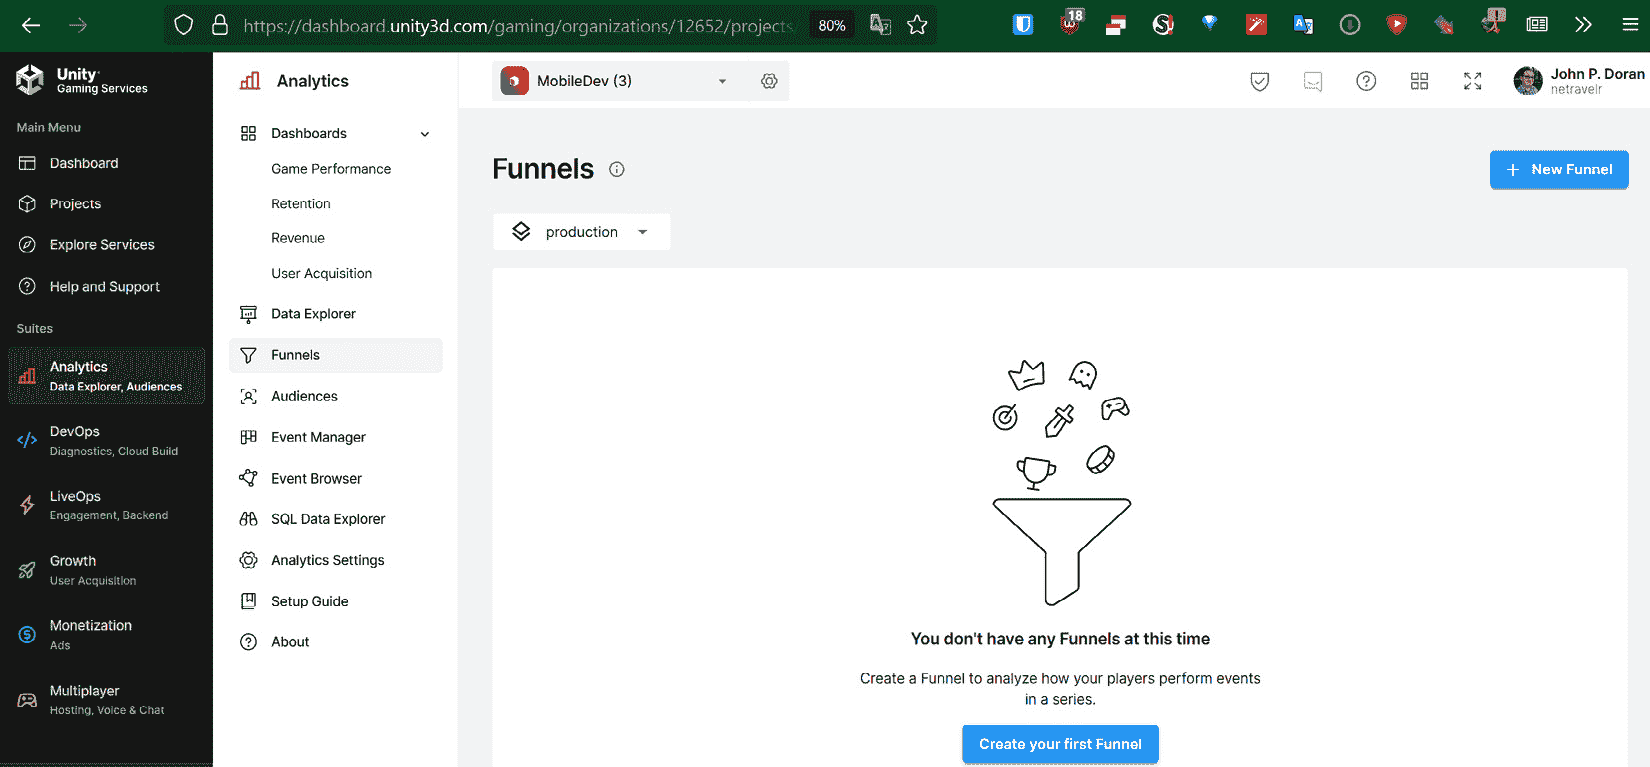 https://dashboard.unity3d.com/gaming/organizations/12652/projects
80%
18
Unity
Gaming Services
Main Menu
Dashboard
Projects
Explore Services
Help and Support
Suites
Analytics
Data Explorer, Audiences
DevOps
Diagnostics, Cloud Build
LiveOps
Engagement, Backend
Growth
User Acquisition
Monetization
Ads
Multiplayer
Hosting, Voice & Chat
Analytics
Dashboards
Game Performance
Retention
Revenue
User Acquisition
Data Explorer
Funnels
Audiences
Event Manager
Event Browser
SQL Data Explorer
Analytics Settings
Setup Guide
About
MobileDev (3)
John P. Doran
netravelr
Funnels
+ New Funnel
production
You don't have any Funnels at this time
Create a Funnel to analyze how your players perform events
in a series.
Create your first Funnel